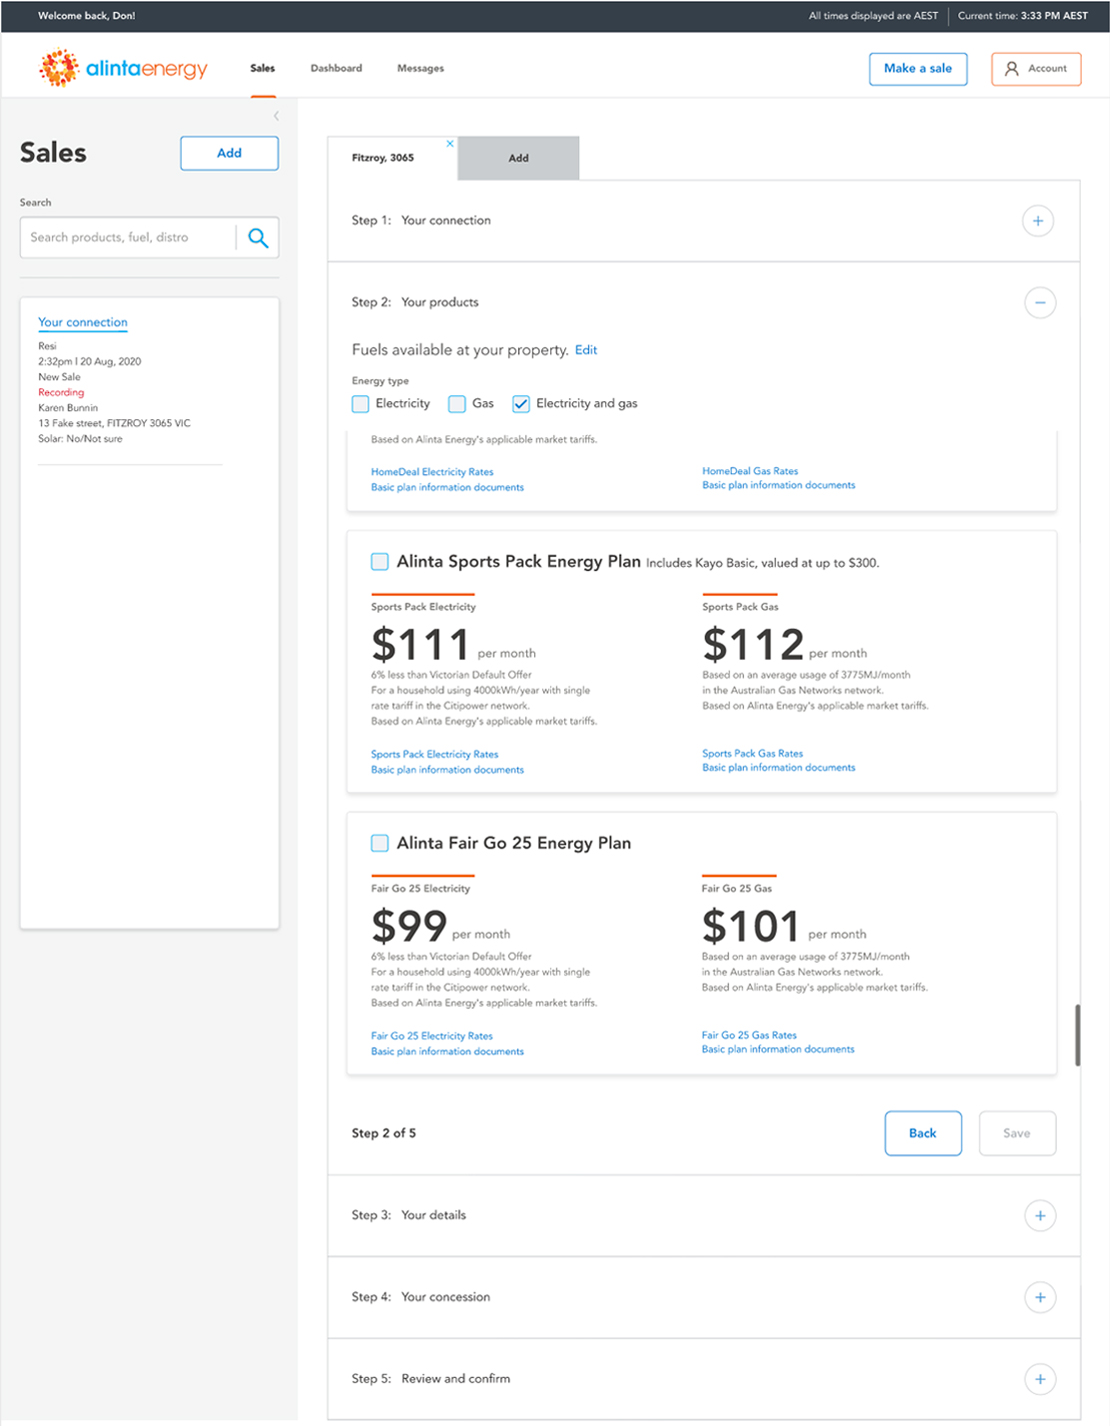 Welcome back, Don!
All times displayed are AEST
Current time: 3:33 PM AEST
alintaenergy
Sales
Dashboard
Messages
Make a sale
Account
Sales
Add
Search
Search products, fuel, distro
Your connection
Resi
2:32pm | 20 Aug, 2020
New Sale
Recording
Karen Bunnin
13 Fake street, FITZROY 3065 VIC
Solar: No/Not sure
Fitzroy, 3065
Add
Step 1: Your connection
Step 2: Your products
Fuels available at your property. Edit
Energy type
Electricity
Gas
Electricity and gas
Based on Alinta Energy's applicable market tariffs.
HomeDeal Electricity Rates
Basic plan information documents
HomeDeal Gas Rates
Basic plan information documents
Alinta Sports Pack Energy Plan Includes Kayo Basic, valued at up to $300.
Sports Pack Electricity
$111 per month
6% less than Victorian Default Offer
For a household using 4000kWh/year with single
rate tariff in the Citipower network.
Based on Alinta Energy's applicable market tariffs.
Sports Pack Electricity Rates
Basic plan information documents
Sports Pack Gas
$112 per month
Based on an average usage of 3775MJ/month
in the Australian Gas Networks network.
Based on Alinta Energy's applicable market tariffs.
Sports Pack Gas Rates
Basic plan information documents
Alinta Fair Go 25 Energy Plan
Fair Go 25 Electricity
$99 per month
6% less than Victorian Default Offer
For a household using 4000kWh/year with single
rate tariff in the Citipower network.
Based on Alinta Energy's applicable market tariffs.
Fair Go 25 Electricity Rates
Basic plan information documents
Fair Go 25 Gas
$101 per month
Based on an average usage of 3775MJ/month
in the Australian Gas Networks network.
Based on Alinta Energy's applicable market tariffs.
Fair Go 25 Gas Rates
Basic plan information documents
Step 2 of 5
Back
Save
Step 3: Your details
Step 4: Your concession
Step 5: Review and confirm